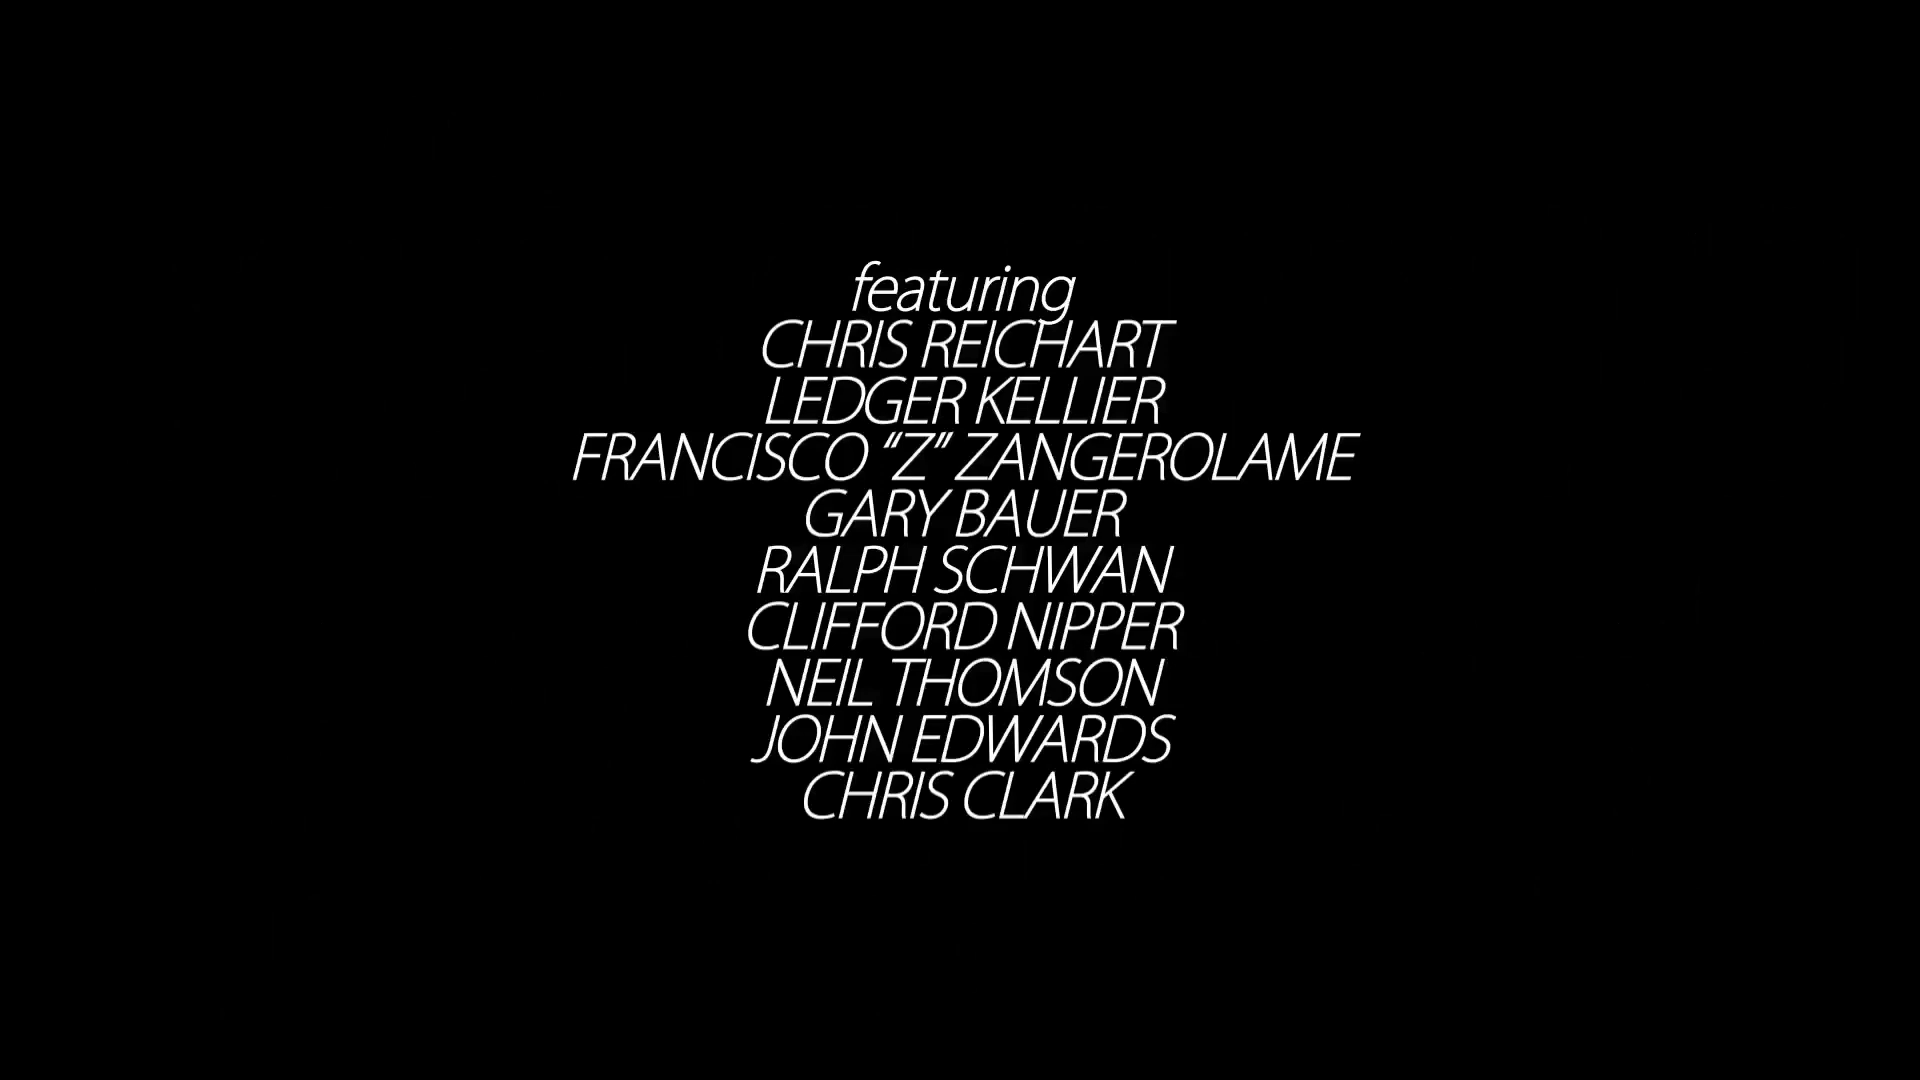 featuring
CHRIS REICHART
LEDGER KELLIER
FRANCISCO “Z” ZANGEROLAME
GARY BAUER
RALPH SCHWAN
CLIFFORD NIPPER
NEIL THOMSON
JOHN EDWARDS
CHRIS CLARK